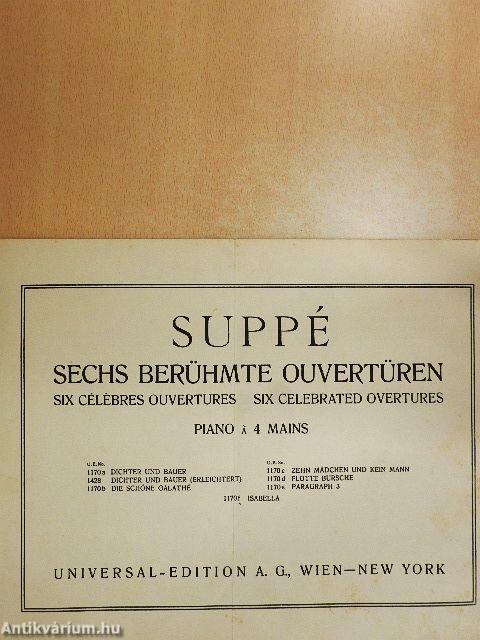 SUPPÉ
SECHS BERÜHMTE OUVERTÜREN
SIX CÉLÈBRES OUVERTURES SIX CELEBRATED OVERTURES
PIANO à 4 MAINS
U.E.No.
1170a DICHTER UND BAUER
1428 DICHTER UND BAUER (ERLEICHTERT)
1170b DIE SCHÖNE GALATHÉ
U.E.No.
1170c ZEHN MÄDCHEN UND KEIN MANN
1170d FLOTTE BURSCHE
1170e PARAGRAPH 3
1170f ISABELLA
UNIVERSAL-EDITION A. G., WIEN—NEW YORK
Antikvárium.hu